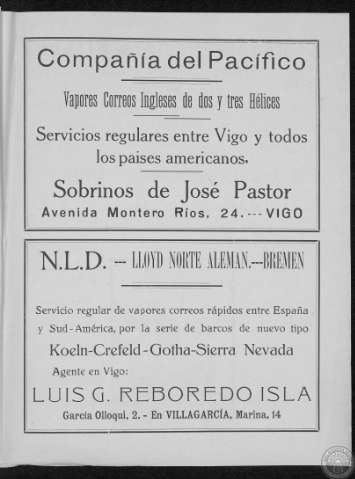 Compañía del Pacífico
Vapores Correos Ingleses de dos y tres Hélices
Servicios regulares entre Vigo y todos
los paises americanos.
Sobrinos de José Pastor
Avenida Montero Rios, 24.---VIGO
N.L.D. --- LLOYD NORTE ALEMAN.---BREMEN
Servicio regular de vapores correos rápidos entre España
y Sud-América, por la serie de barcos de nuevo tipo
Koeln-Crefeld-Gotha-Sierra Nevada
Agente en Vigo:
LUIS G. REBOREDO ISLA
García Olloqui, 2. - En VILLAGARCÍA, Marina, 14